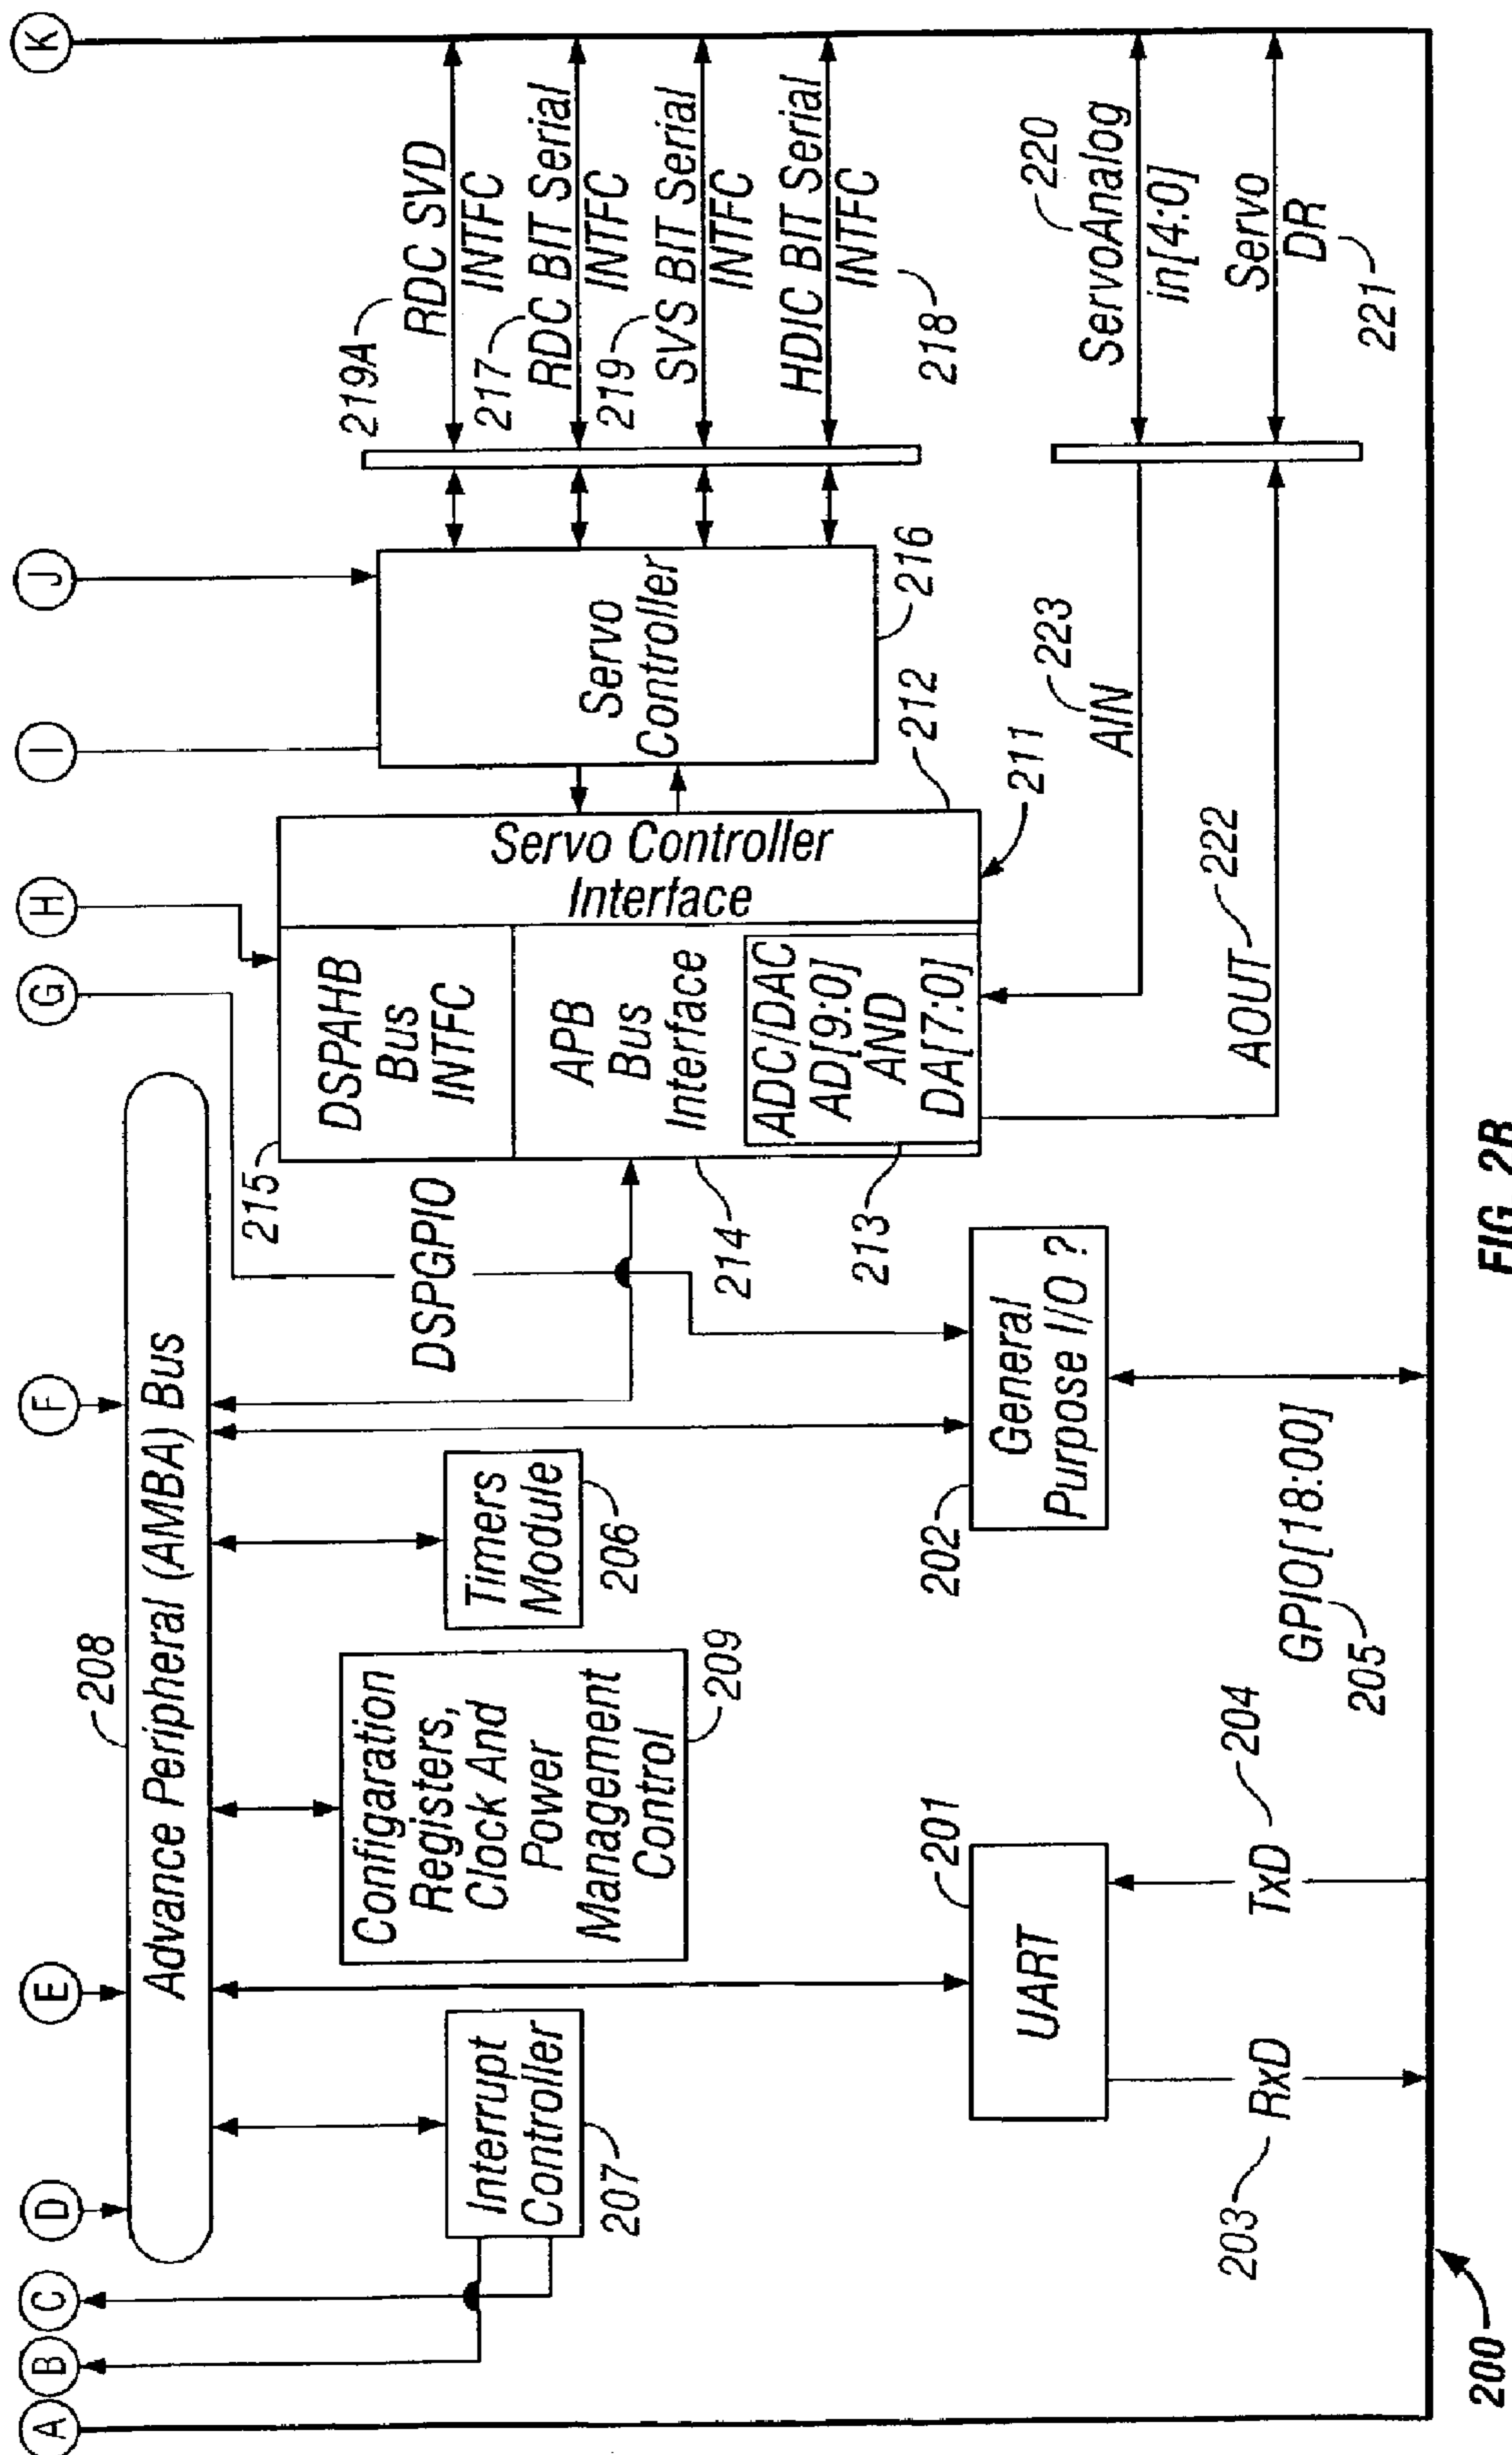 A
B
C
D
E
F
G
H
I
J
K
208
Advance Peripheral (AMBA) Bus
Interrupt
Controller
207
Configaration
Registers,
Clock And
Power
Management
Control
209
Timers
Module
206
DSPGPIO
215
DSPAHB
Bus
INTFC
APB
Bus
Interface
214
ADC/DAC
AD[9:0]
AND
DA[7:0]
213
Servo Controller
Interface
212
211
Servo
Controller
216
219A
RDC SVD
INTFC
217
RDC BIT Serial
INTFC
219
SVS BIT Serial
INTFC
HDIC BIT Serial
INTFC
218
220
ServoAnalog
in[4:0]
Servo
DR
221
AIN
223
AOUT
222
UART
201
203
RxD
TxD
204
General
Purpose I/O ?
202
GPIO[18:00]
205
200
FIG. 2B